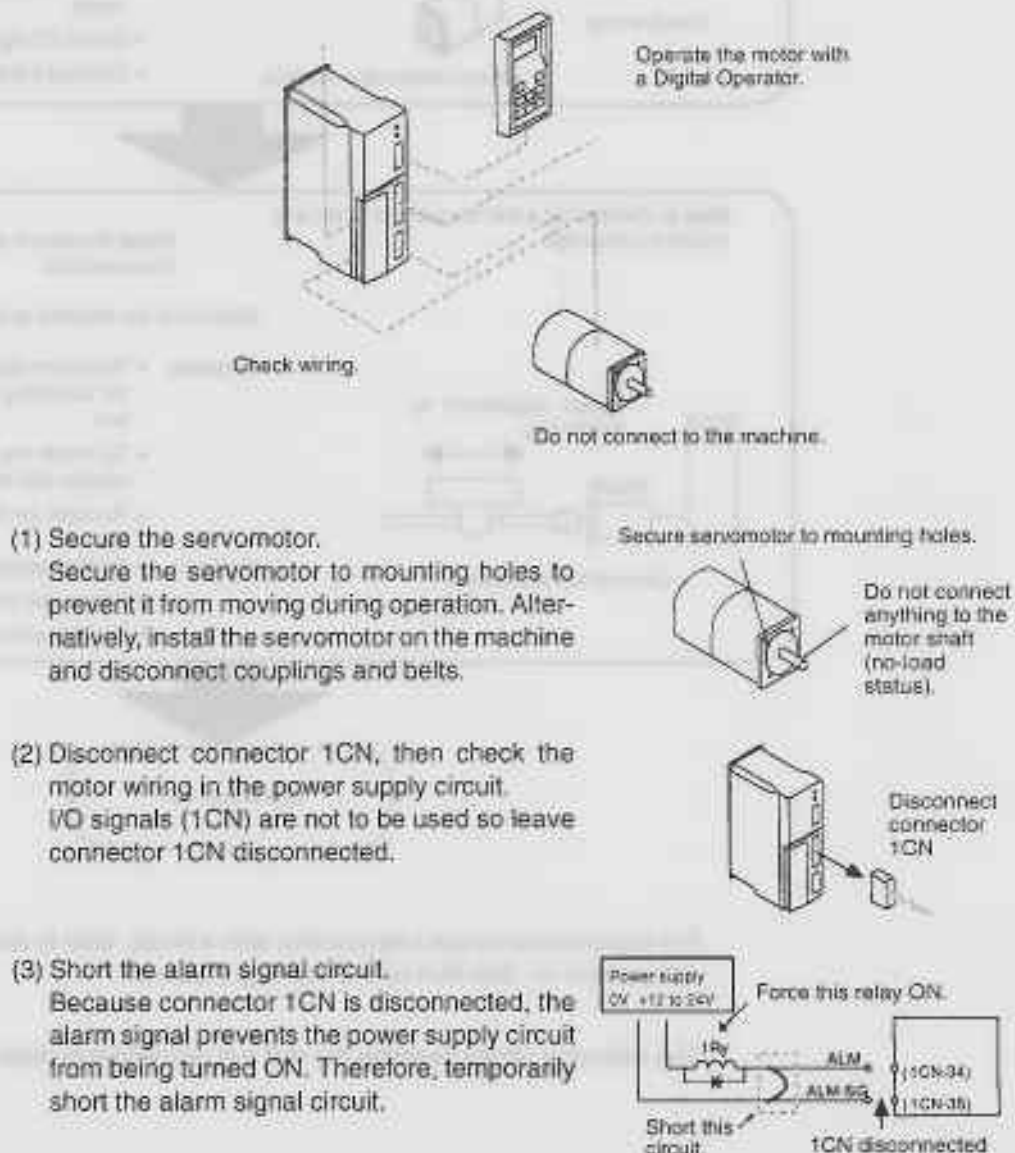 Operate the motor with
a Digital Operator.
Check wiring.
Do not connect to the machine.
(1) Secure the servomotor.
Secure the servomotor to mounting holes to
prevent it from moving during operation. Alter-
natively, install the servomotor on the machine
and disconnect couplings and belts.
Secure servomotor to mounting holes.
Do not connect
anything to the
motor shaft
(no-load
status).
(2) Disconnect connector 1CN, then check the
motor wiring in the power supply circuit.
I/O signals (1CN) are not to be used so leave
connector 1CN disconnected.
Disconnect
connector
1CN
(3) Short the alarm signal circuit.
Because connector 1CN is disconnected, the
alarm signal prevents the power supply circuit
from being turned ON. Therefore, temporarily
short the alarm signal circuit.
Power supply
0V +12 to 24V
Force this relay ON.
1Ry
ALM
(1CN-34)
ALM-SG
(1CN-35)
Short this
circuit
1CN disconnected